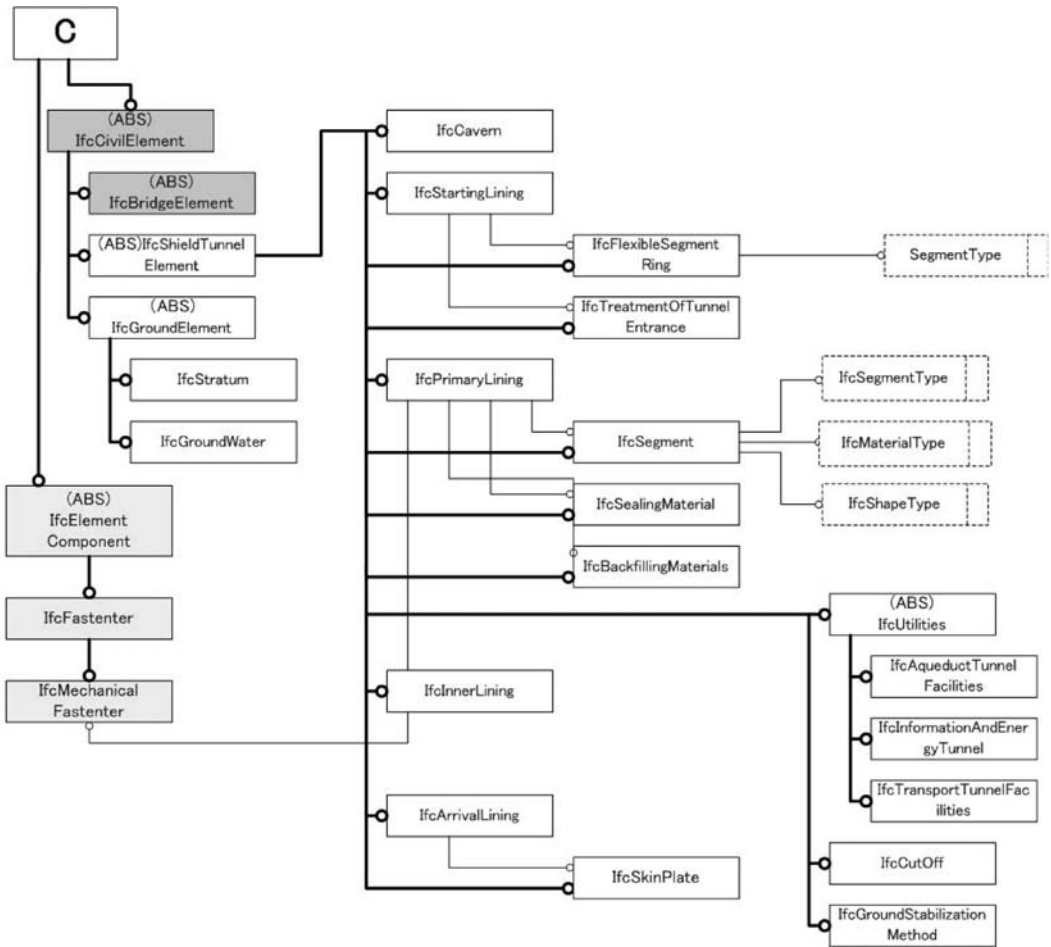 C
(ABS)
IfcCivilElement
(ABS)
IfcBridgeElement
(ABS)IfcShieldTunnel
Element
(ABS)
IfcGroundElement
IfcStratum
IfcGroundWater
(ABS)
IfcElement
Component
IfcFastenter
IfcMechanical
Fastenter
IfcCavern
IfcStartingLining
IfcFlexibleSegment
Ring
SegmentType
IfcTreatmentOfTunnel
Entrance
IfcPrimaryLining
IfcSegment
IfcSegmentType
IfcMaterialType
IfcShapeType
IfcSealingMaterial
IfcBackfillingMaterials
IfcInnerLining
IfcArrivalLining
IfcSkinPlate
(ABS)
IfcUtilities
IfcAqueductTunnel
Facilities
IfcInformationAndEner
gyTunnel
IfcTransportTunnelFac
ilities
IfcCutOff
IfcGroundStabilization
Method